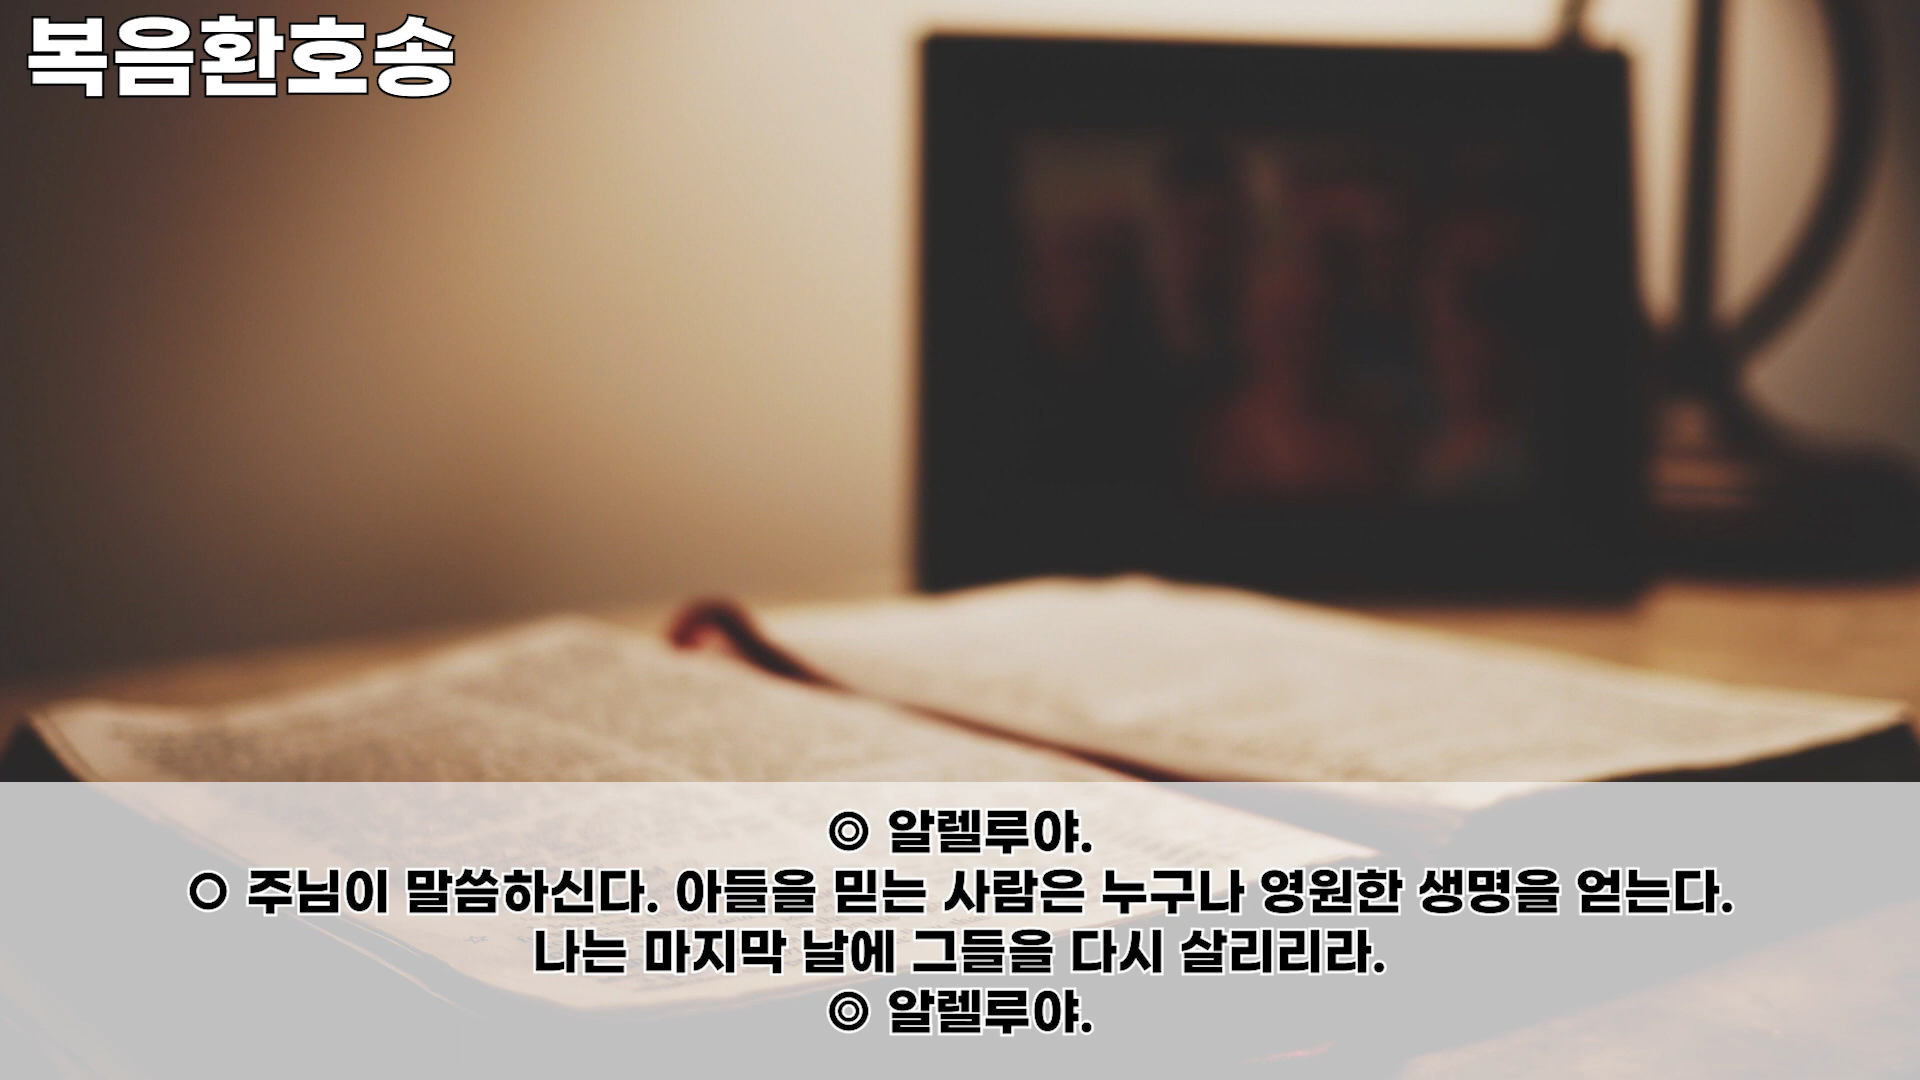 복음환호송
◎ 알렐루야.
○ 주님이 말씀하신다. 아들을 믿는 사람은 누구나 영원한 생명을 얻는다.
나는 마지막 날에 그들을 다시 살리리라.
◎ 알렐루야.